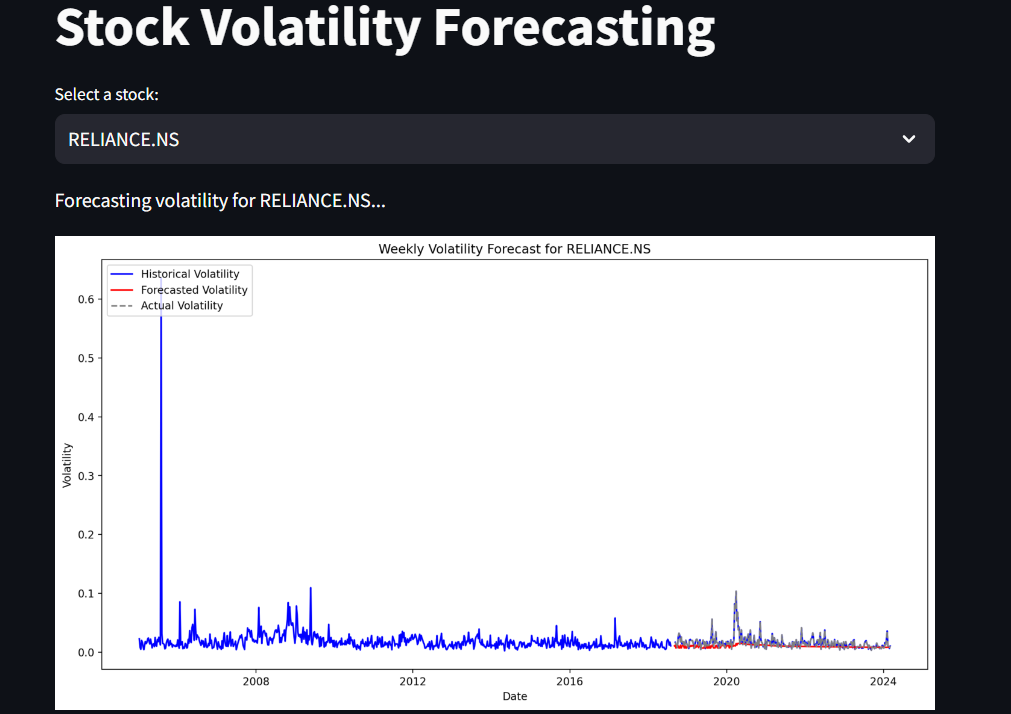 Stock Volatility Forecasting
Select a stock:
RELIANCE.NS
Forecasting volatility for RELIANCE.NS...
Weekly Volatility Forecast for RELIANCE.NS
Historical Volatility
Forecasted Volatility
Actual Volatility
0.6
0.5
0.4
0.3
0.2
0.1
0.0
Volatility
2008
2012
2016
2020
2024
Date